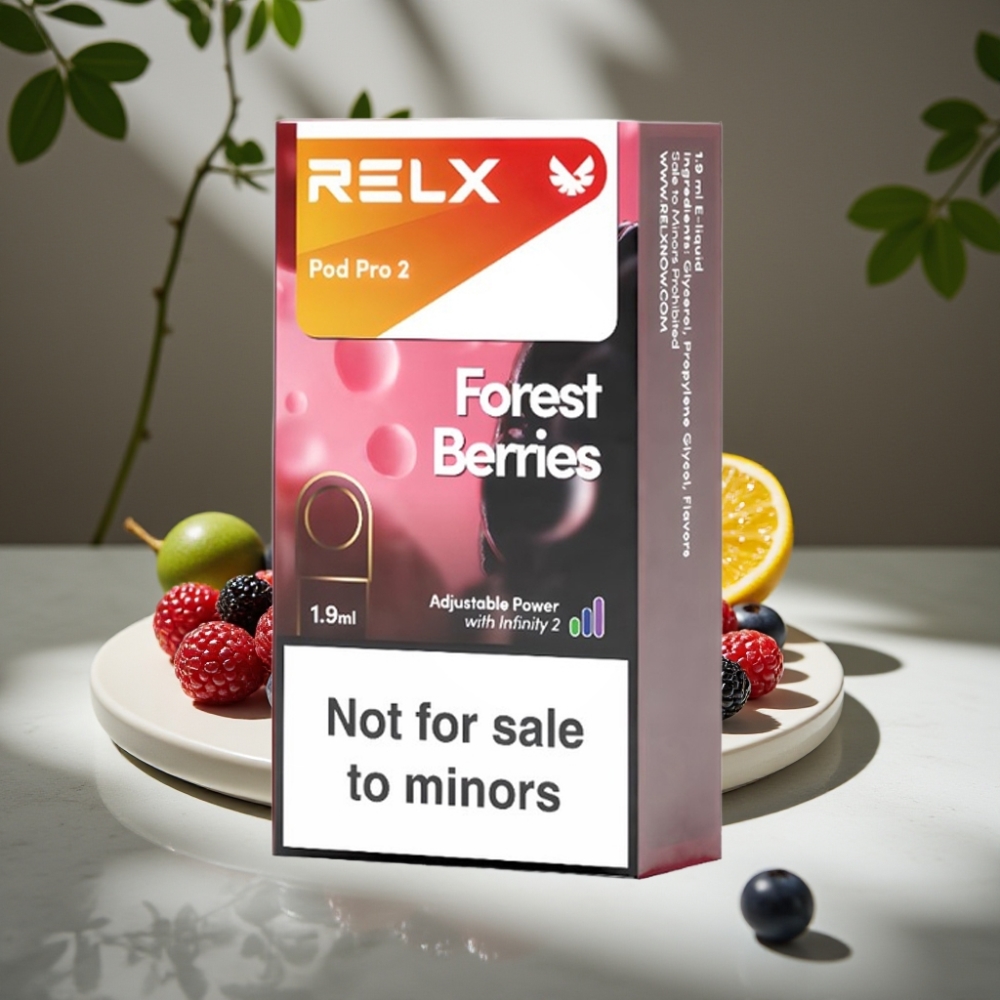 RELX
Pod Pro 2
Forest
Berries
1.9ml
Adjustable Power
with Infinity 2
Not for sale
to minors
1.9 ml E-liquid
Ingredients: Glycerol, Propylene Glycol, Flavors
Sale to Minors Prohibited
WWW.RELXNOW.COM